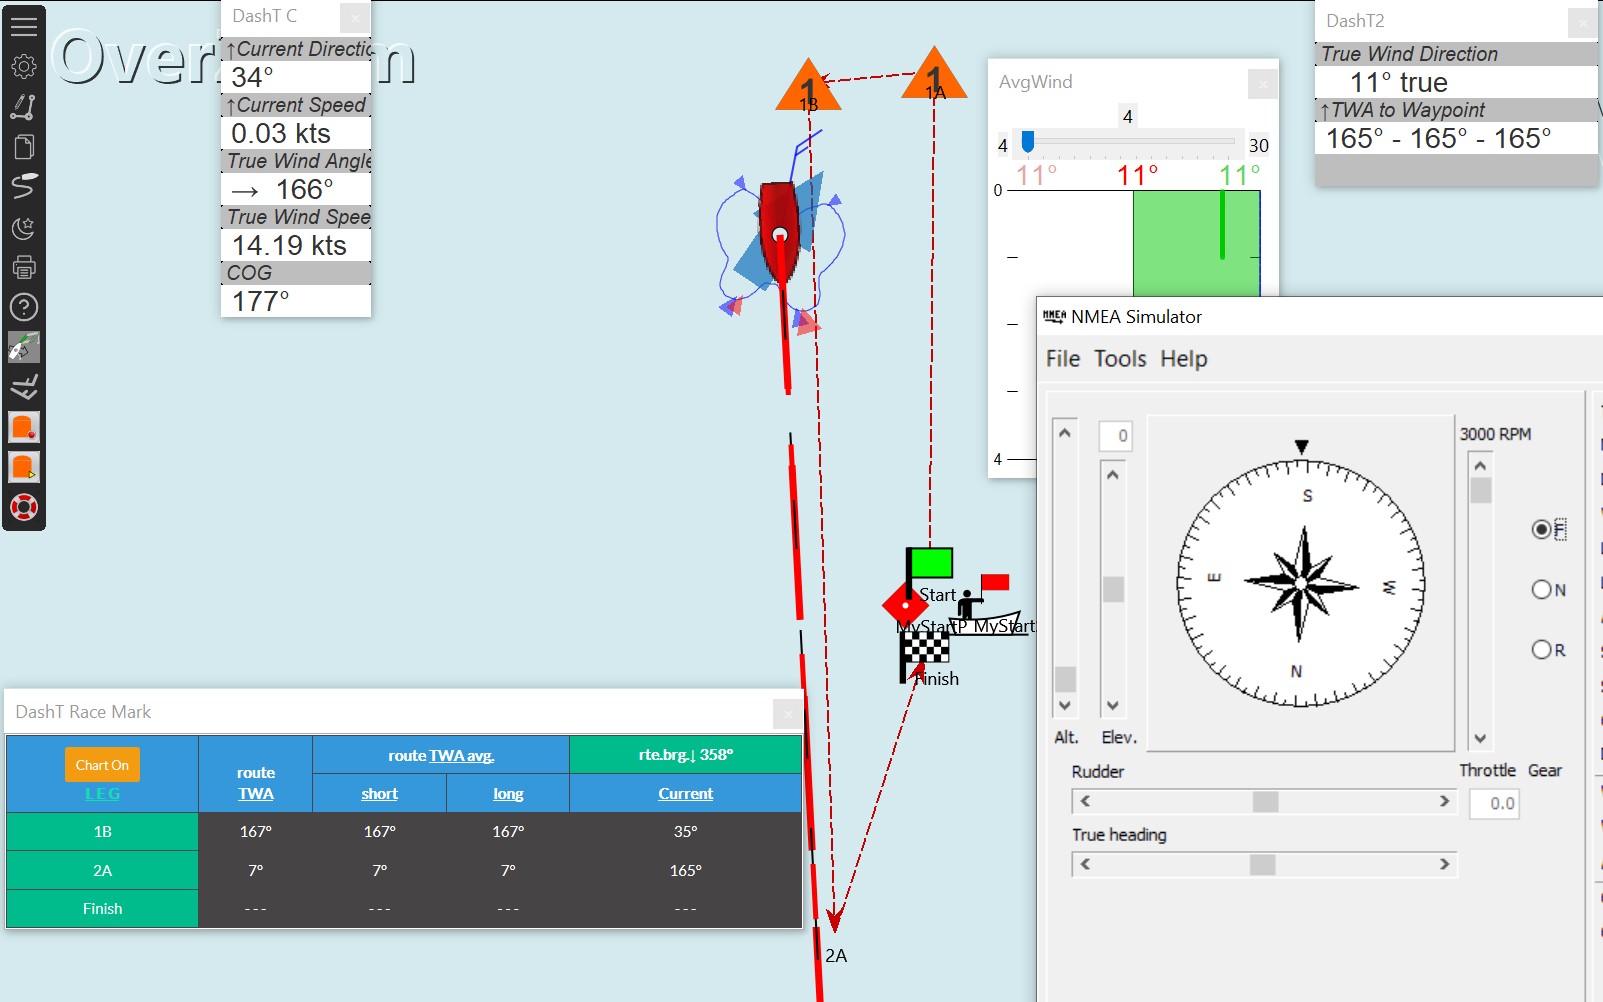 DashT C
Over
m
↑Current Directio
34°
↑Current Speed
0.03 kts
True Wind Angle
→ 166°
True Wind Spee
14.19 kts
COG
177°
1
1B
1
1A
AvgWind
4
4
30
11° 11° 11°
0
4
DashT2
True Wind Direction
11° true
↑TWA to Waypoint
165° - 165° - 165°
NMEA Simulator
File Tools Help
0
3000 RPM
S
E
W
N
F
N
R
Alt. Elev.
Rudder
Throttle Gear
0.0
True heading
Start
MyStartP MyStart
Finish
2A
DashT Race Mark
Chart On
LEG
route
TWA
route TWA avg.
short
long
rte.brg.↓ 358°
Current
1B 167° 167° 167° 35°
2A 7° 7° 7° 165°
Finish --- --- --- ---